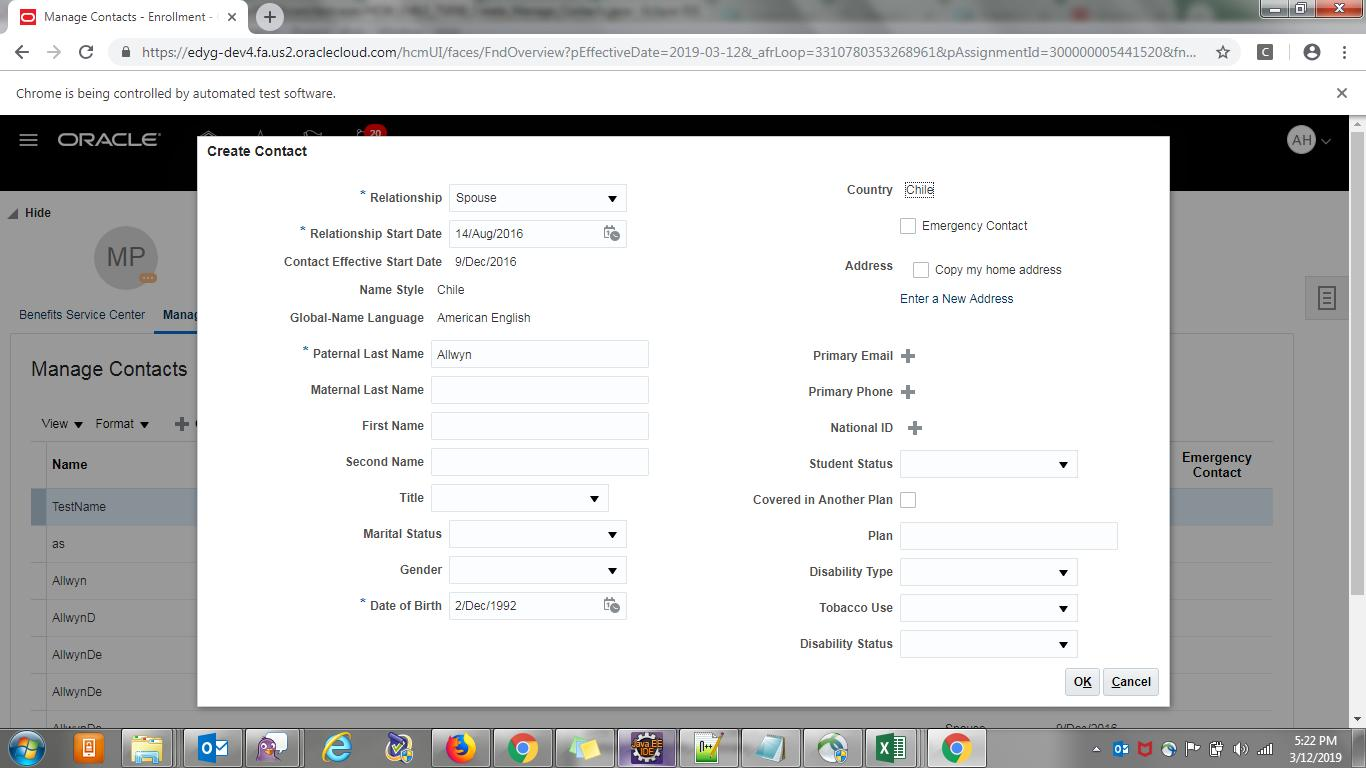 Manage Contacts - Enrollment -
https://edyg-dev4.fa.us2.oraclecloud.com/hcmUI/faces/FndOverview?pEffectiveDate=2019-03-12&_afrLoop=3310780353268961&pAssignmentId=300000005441520&fn...
C
Chrome is being controlled by automated test software.
ORACLE
20
AH
Create Contact
Hide
MP
Benefits Service Center
Manag
Manage Contacts
View
Format
Name
TestName
as
Allwyn
AllwynD
AllwynDe
AllwynDe
AllwynDe
* Relationship Spouse
* Relationship Start Date 14/Aug/2016
Contact Effective Start Date 9/Dec/2016
Name Style Chile
Global-Name Language American English
* Paternal Last Name Allwyn
Maternal Last Name
First Name
Second Name
Title
Marital Status
Gender
* Date of Birth 2/Dec/1992
Country Chile
Emergency Contact
Address Copy my home address
Enter a New Address
Primary Email
Primary Phone
National ID
Student Status
Covered in Another Plan
Plan
Disability Type
Tobacco Use
Disability Status
OK Cancel
Emergency
Contact
Spouse 9/Dec/2016
Java EE
IDE
5:22 PM
3/12/2019